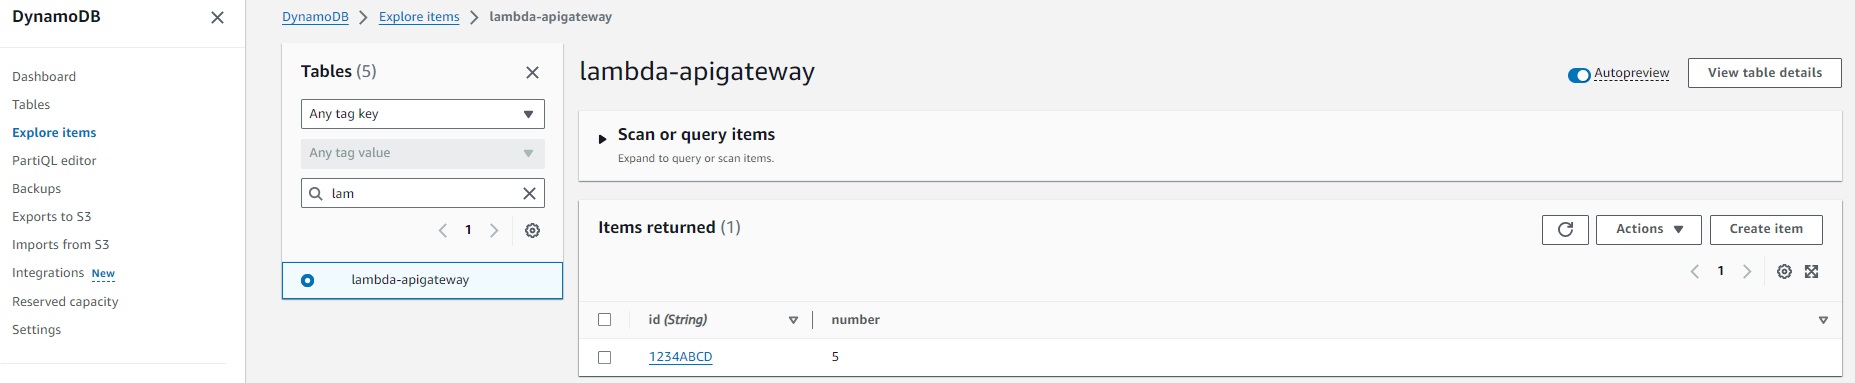 DynamoDB
Dashboard
Tables
Explore items
PartiQL editor
Backups
Exports to S3
Imports from S3
Integrations New
Reserved capacity
Settings
DynamoDB Explore items lambda-apigateway
Tables (5)
Any tag key
Any tag value
lam
1
lambda-apigateway
lambda-apigateway
Autopreview
View table details
Scan or query items
Expand to query or scan items.
Items returned (1)
Actions
Create item
1
id (String) number
1234ABCD 5